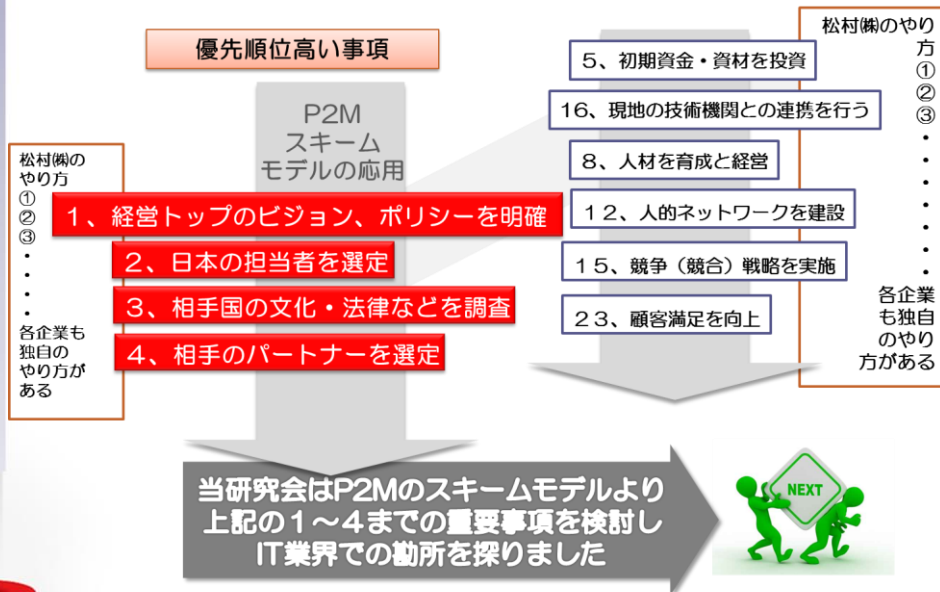 優先順位高い事項
P2M
スキーム
モデルの応用
松村㈱の
やり方
①
②
③
・
・
・
・
各企業も
独自の
やり方が
ある
1、経営トップのビジョン、ポリシーを明確
2、日本の担当者を選定
3、相手国の文化・法律などを調査
4、相手のパートナーを選定
5、初期資金・資材を投資
16、現地の技術機関との連携を行う
8、人材を育成と経営
１２、人的ネットワークを建設
１５、競争（競合）戦略を実施
２３、顧客満足を向上
松村㈱のやり
方
①
②
③
・
・
・
・
・
・
・
・
各企業
も独自
のやり
方がある
当研究会はP2Mのスキームモデルより
上記の１～４までの重要事項を検討し
IT業界での勘所を探りました
NEXT